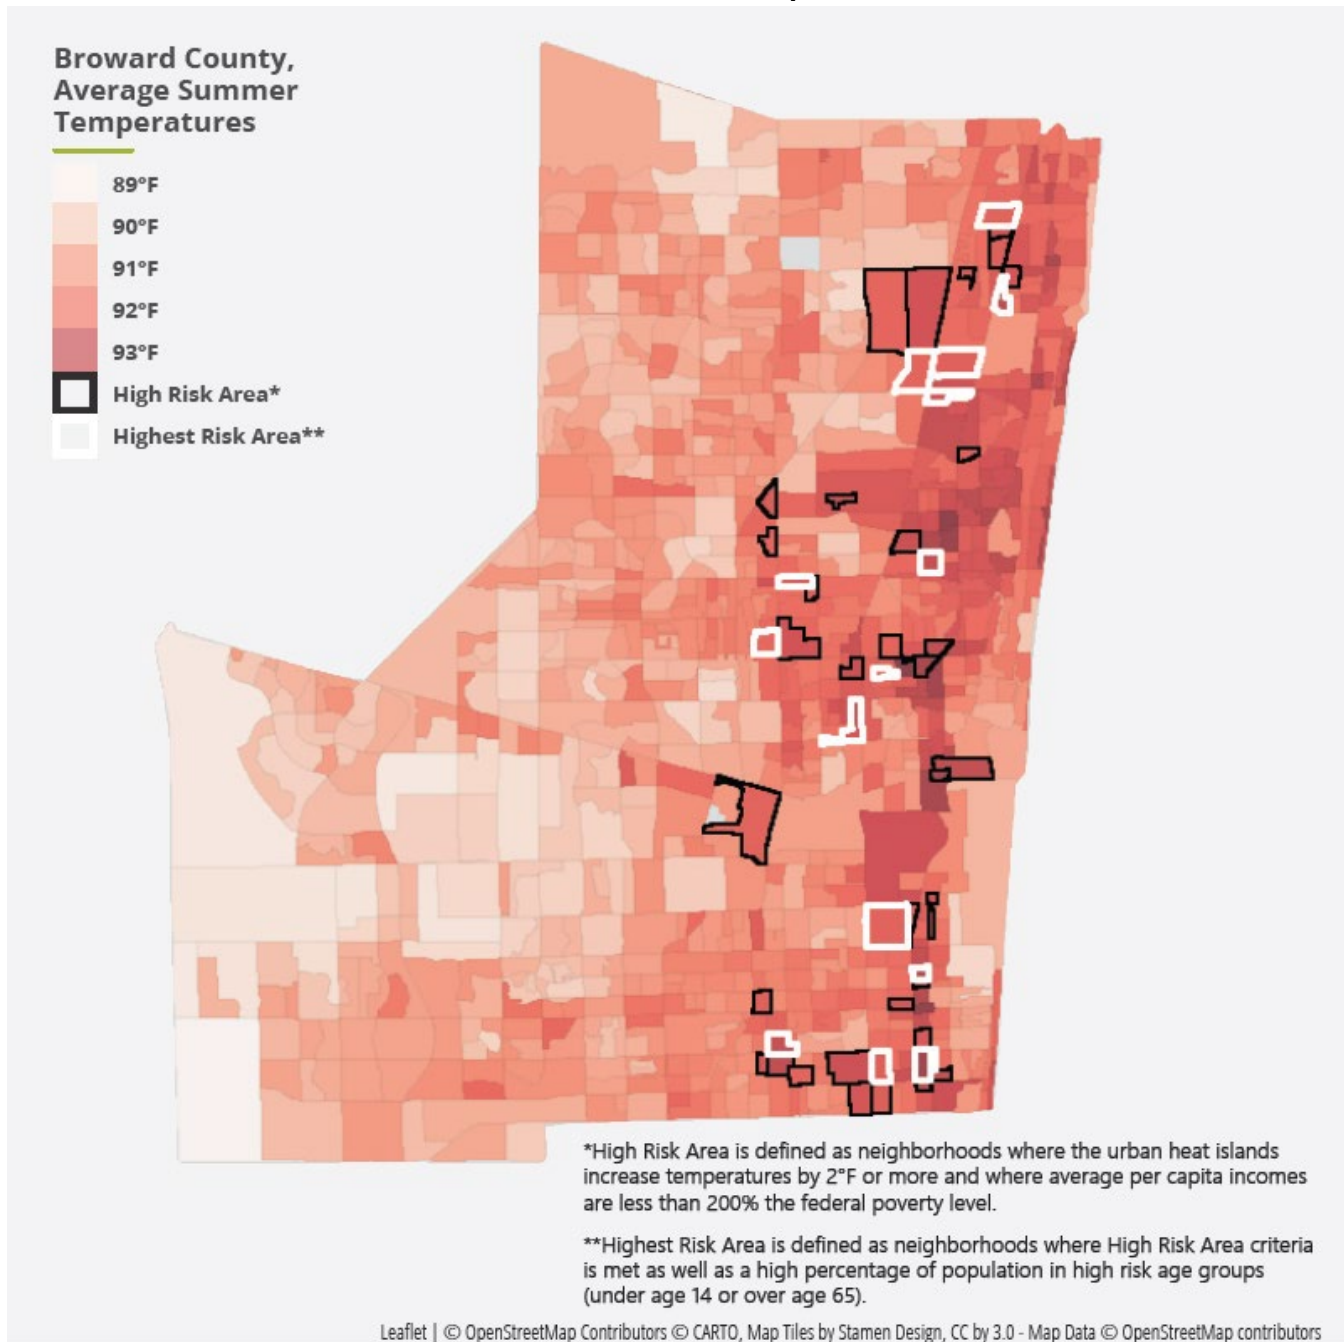 Broward County,
Average Summer
Temperatures
89°F
90°F
91°F
92°F
93°F
High Risk Area*
Highest Risk Area**
*High Risk Area is defined as neighborhoods where the urban heat islands
increase temperatures by 2°F or more and where average per capita incomes
are less than 200% the federal poverty level.
**Highest Risk Area is defined as neighborhoods where High Risk Area criteria
is met as well as a high percentage of population in high risk age groups
(under age 14 or over age 65).
Leaflet | © OpenStreetMap Contributors © CARTO, Map Tiles by Stamen Design, CC by 3.0 - Map Data © OpenStreetMap contributors